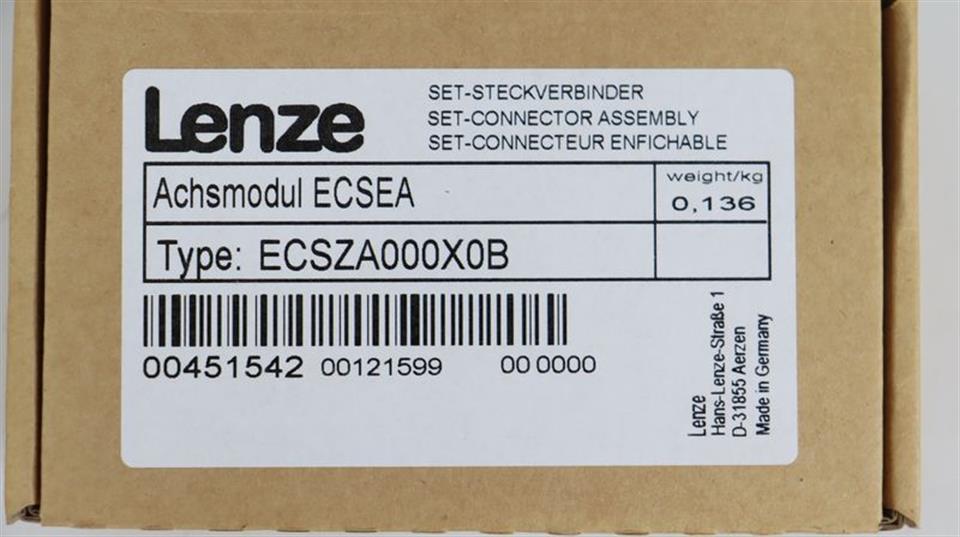 Lenze
SET-STECKVERBINDER
SET-CONNECTOR ASSEMBLY
SET-CONNECTEUR ENFICHABLE
Achsmodul ECSEA
weight/kg
0,136
Type: ECSZA000X0B
00451542 00121599 00 0000
Lenze
Hans-Lenze-Straße 1
D-31855 Aerzen
Made in Germany